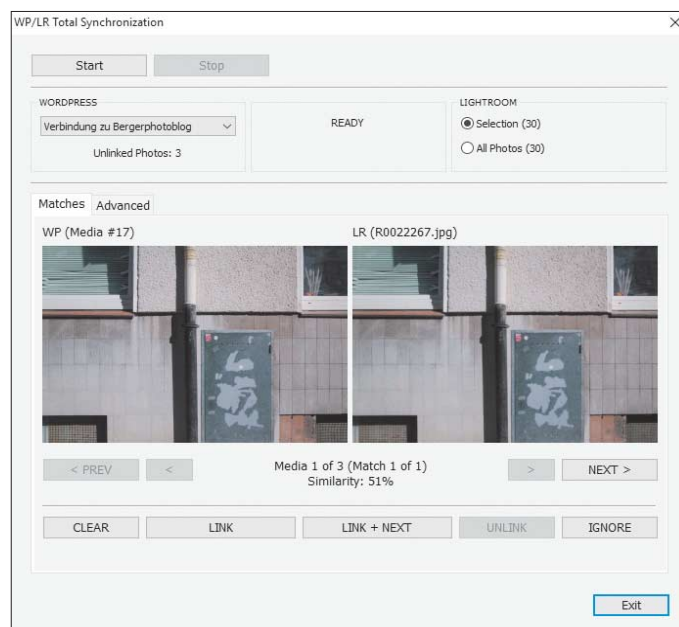 WP/LR Total Synchronization
Start
Stop
WORDPRESS
Verbindung zu Bergerphotoblog
Unlinked Photos: 3
READY
LIGHTROOM
Selection (30)
All Photos (30)
Matches
Advanced
WP (Media #17)
LR (R0022267.jpg)
< PREV
<
Media 1 of 3 (Match 1 of 1)
Similarity: 51%
>
NEXT >
CLEAR
LINK
LINK + NEXT
UNLINK
IGNORE
Exit